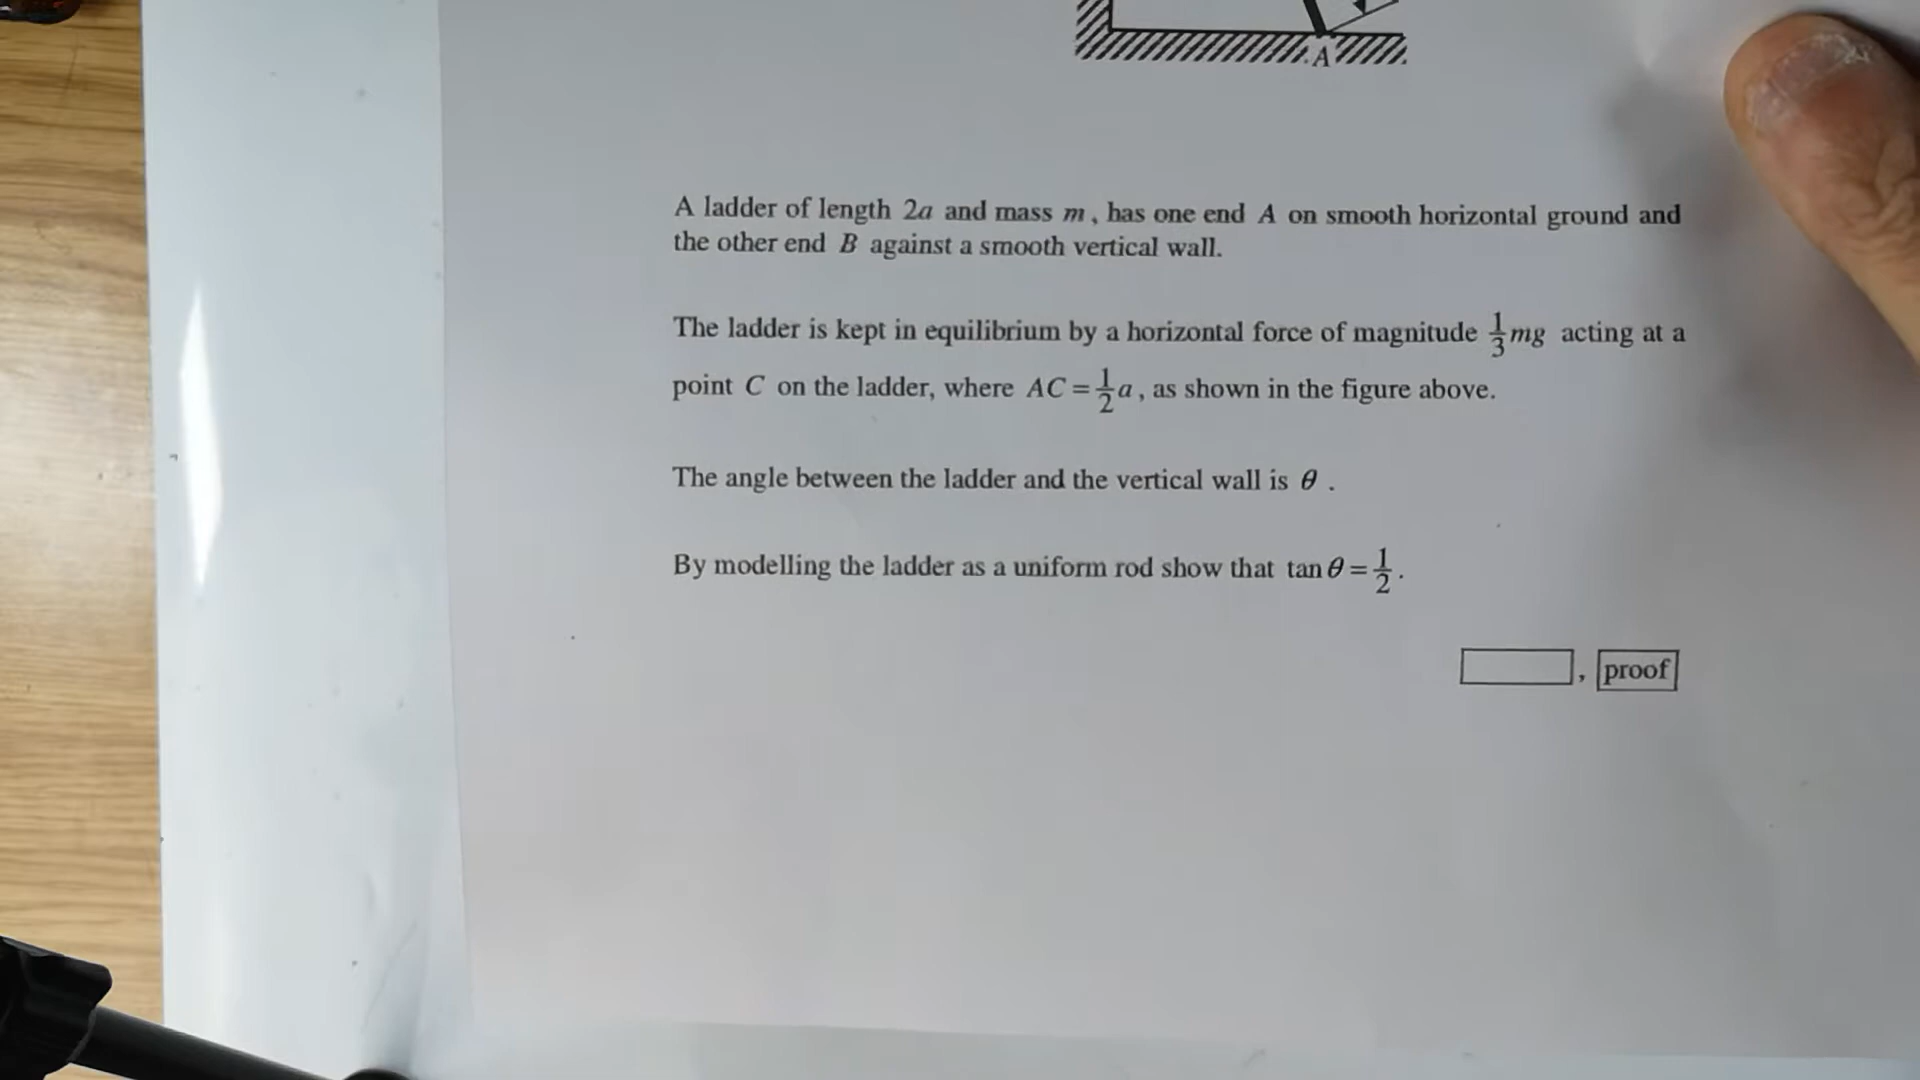 A
A ladder of length 2a and mass m, has one end A on smooth horizontal ground and
the other end B against a smooth vertical wall.
The ladder is kept in equilibrium by a horizontal force of magnitude 1/3 mg acting at a
point C on the ladder, where AC = 1/2 a, as shown in the figure above.
The angle between the ladder and the vertical wall is θ.
By modelling the ladder as a uniform rod show that tan θ = 1/2.
, proof